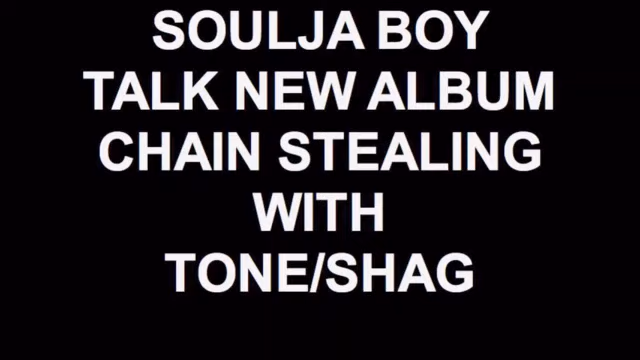 SOULJA BOY
TALK NEW ALBUM
CHAIN STEALING
WITH
TONE/SHAG